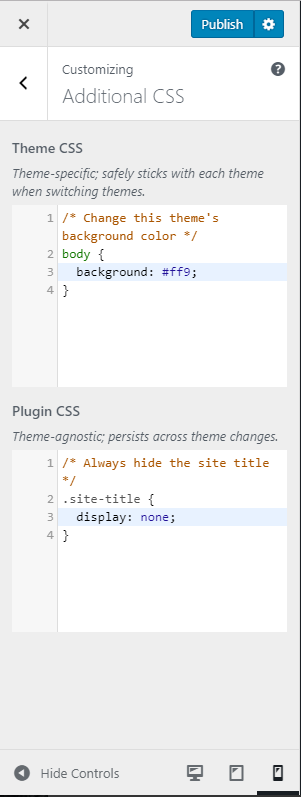 Publish
Customizing
Additional CSS
Theme CSS
Theme-specific; safely sticks with each theme
when switching themes.
1 /* Change this theme's
background color */
2 body {
3 background: #ff9;
4 }
Plugin CSS
Theme-agnostic; persists across theme changes.
1 /* Always hide the site title
*/
2 .site-title {
3 display: none;
4 }
Hide Controls